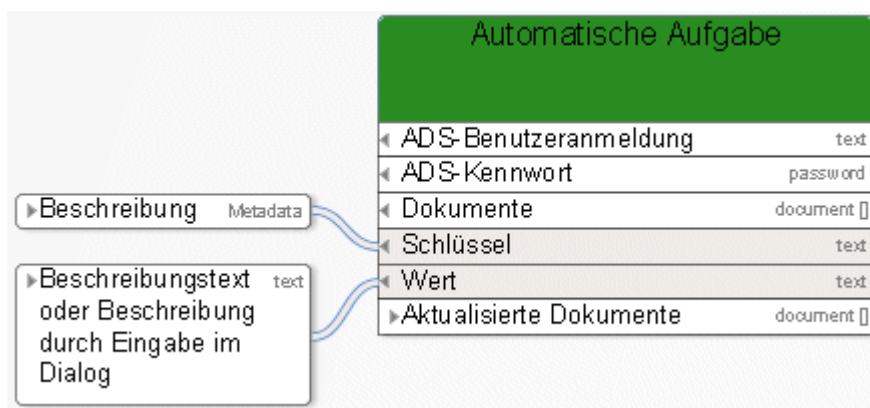 Automatische Aufgabe
ADS-Benutzeranmeldung text
ADS-Kennwort password
Dokumente document []
Schlüssel text
Wert text
Aktualisierte Dokumente document []
Beschreibung Metadata
Beschreibungstext text
oder Beschreibung
durch Eingabe im
Dialog